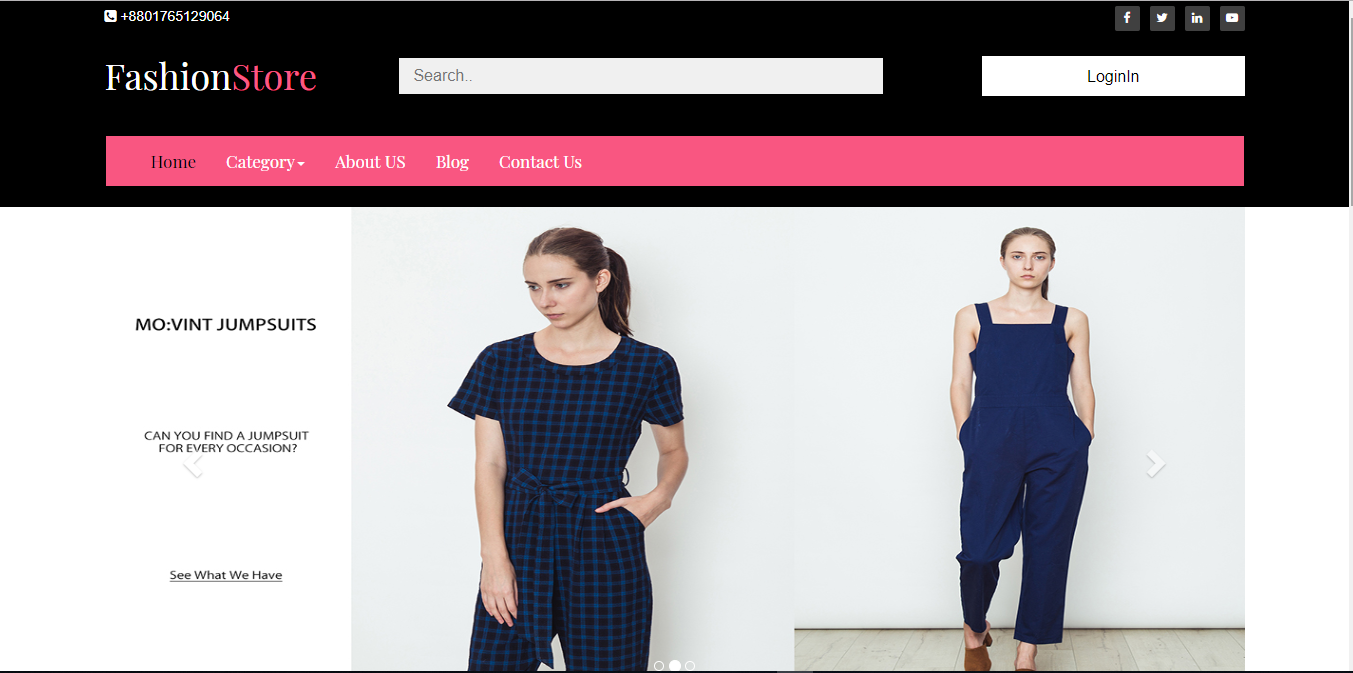 +8801765129064
FashionStore
Search..
LoginIn
Home Category About US Blog Contact Us
MO:VINT JUMPSUITS
CAN YOU FIND A JUMPSUIT
FOR EVERY OCCASION?
See What We Have